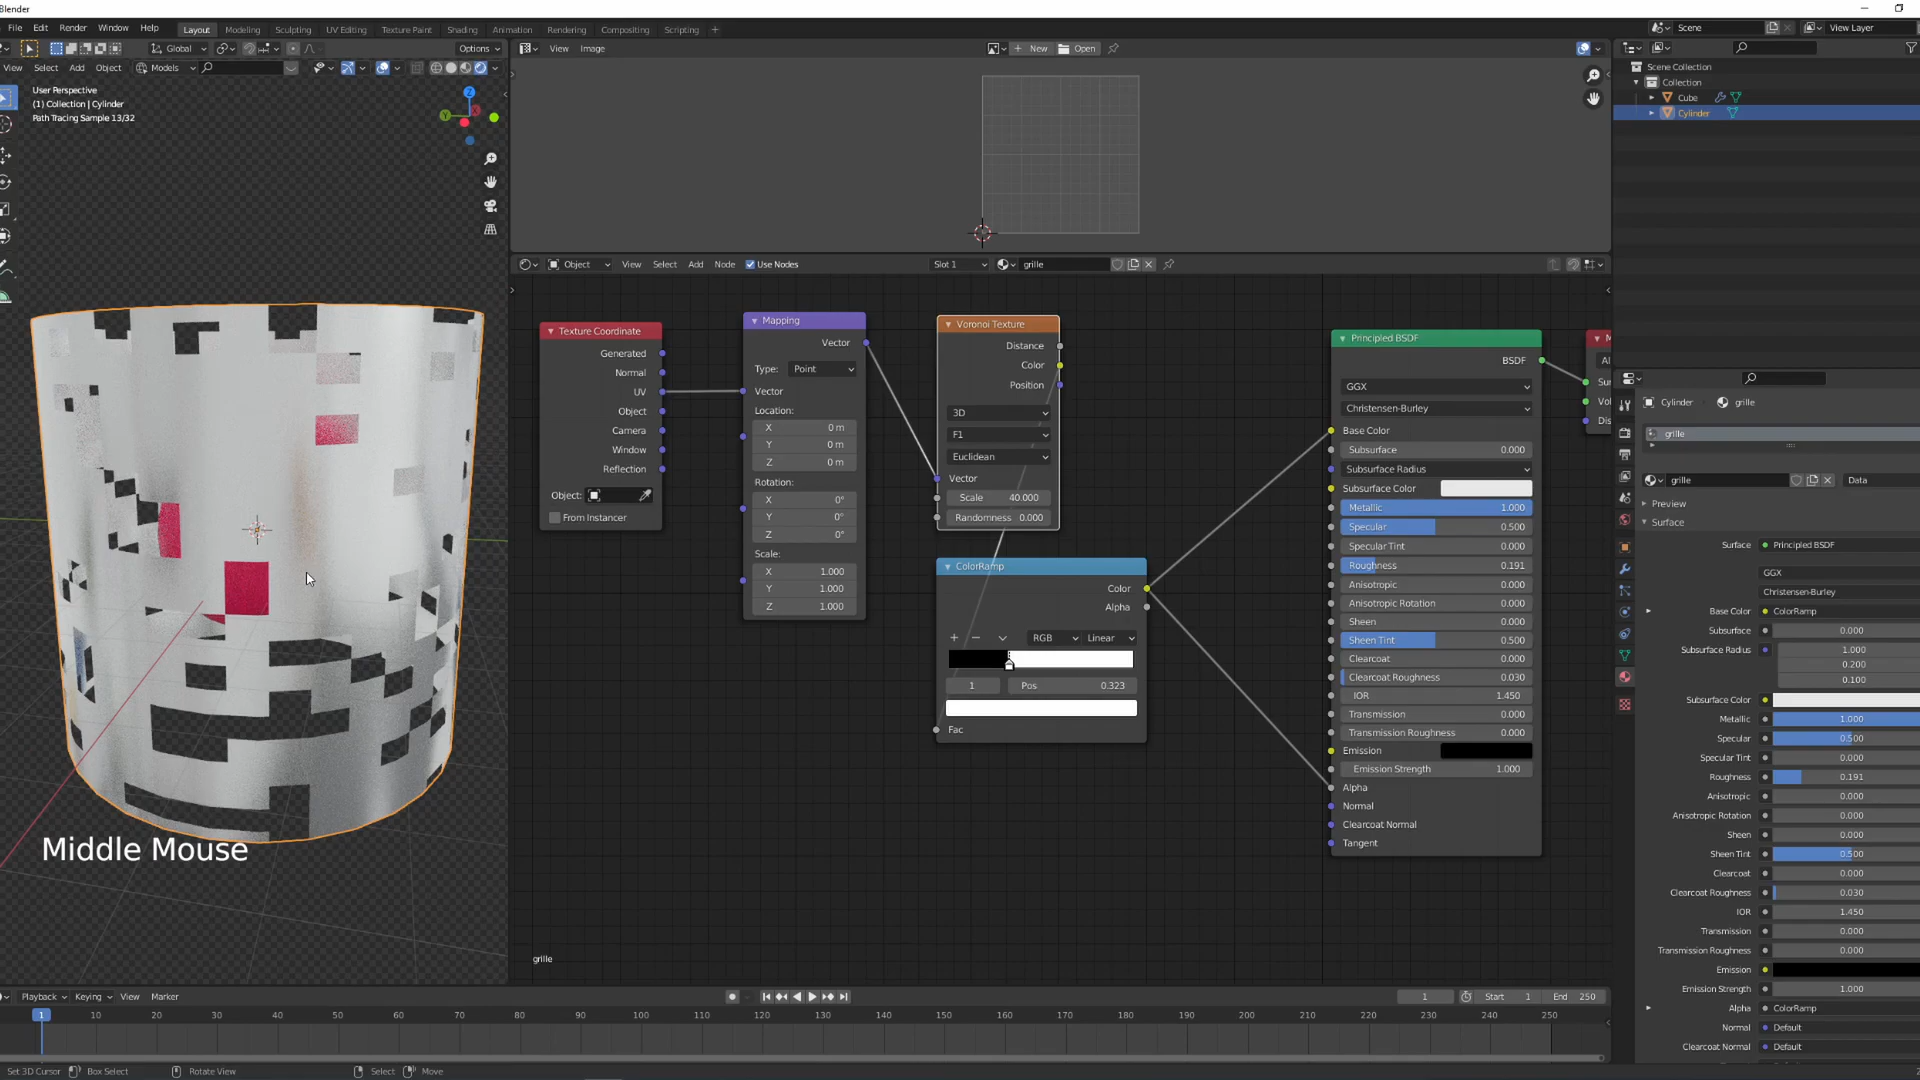 Blender
File Edit Render Window Help Layout Modeling Sculpting UV Editing Texture Paint Shading Animation Rendering Compositing Scripting + Scene View Layer
Global Options View Image New Open
View Select Add Object Models
User Perspective
(1) Collection | Cylinder
Path Tracing Sample 13/32
Z
Y
X
Scene Collection
Collection
Cube
Cylinder
Object View Select Add Node Use Nodes Slot 1 grille
Texture Coordinate
Generated
Normal
UV
Object
Camera
Window
Reflection
Object:
From Instancer
Mapping
Vector
Type: Point
Vector
Location:
X 0 m
Y 0 m
Z 0 m
Rotation:
X 0°
Y 0°
Z 0°
Scale:
X 1.000
Y 1.000
Z 1.000
Voronoi Texture
Distance
Color
Position
3D
F1
Euclidean
Vector
Scale 40.000
Randomness 0.000
ColorRamp
Color
Alpha
+ − RGB Linear
1 Pos 0.323
Fac
Principled BSDF
BSDF
GGX
Christensen-Burley
Base Color
Subsurface 0.000
Subsurface Radius
Subsurface Color
Metallic 1.000
Specular 0.500
Specular Tint 0.000
Roughness 0.191
Anisotropic 0.000
Anisotropic Rotation 0.000
Sheen 0.000
Sheen Tint 0.500
Clearcoat 0.000
Clearcoat Roughness 0.030
IOR 1.450
Transmission 0.000
Transmission Roughness 0.000
Emission
Emission Strength 1.000
Alpha
Normal
Clearcoat Normal
Tangent
M
Al
Su
Vo
Dis
grille
Middle Mouse
Cylinder grille
grille
grille Data
Preview
Surface
Surface Principled BSDF
GGX
Christensen-Burley
Base Color ColorRamp
Subsurface 0.000
Subsurface Radius 1.000
0.200
0.100
Subsurface Color
Metallic 1.000
Specular 0.500
Specular Tint 0.000
Roughness 0.191
Anisotropic 0.000
Anisotropic Rotation 0.000
Sheen 0.000
Sheen Tint 0.500
Clearcoat 0.000
Clearcoat Roughness 0.030
IOR 1.450
Transmission 0.000
Transmission Roughness 0.000
Emission
Emission Strength 1.000
Alpha ColorRamp
Normal Default
Clearcoat Normal Default
Playback Keying View Marker 1 Start 1 End 250
1 10 20 30 40 50 60 70 80 90 100 110 120 130 140 150 160 170 180 190 200 210 220 230 240 250
Set 3D Cursor Box Select Rotate View Select Move